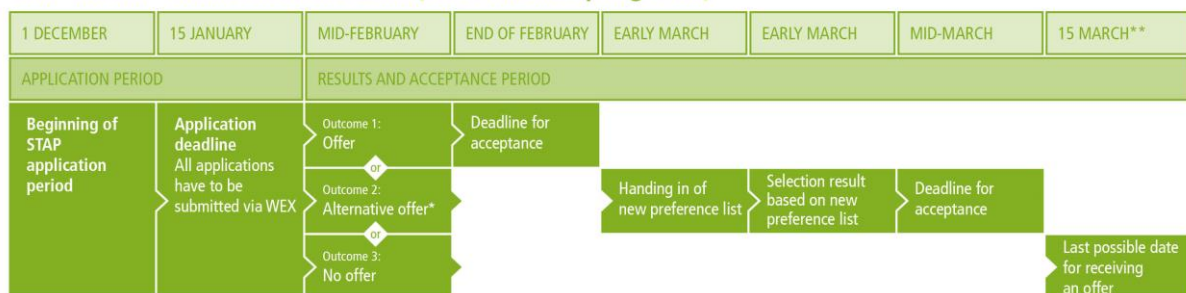 1 DECEMBER
15 JANUARY
MID-FEBRUARY
END OF FEBRUARY
EARLY MARCH
EARLY MARCH
MID-MARCH
15 MARCH**
APPLICATION PERIOD
RESULTS AND ACCEPTANCE PERIOD
Beginning of
STAP
application
period
Application
deadline
All applications
have to be
submitted via WEX
Outcome 1:
Offer
or
Outcome 2:
Alternative offer*
or
Outcome 3:
No offer
Deadline for
acceptance
Handing in of
new preference list
Selection result
based on new
preference list
Deadline for
acceptance
Last possible date
for receiving
an offer